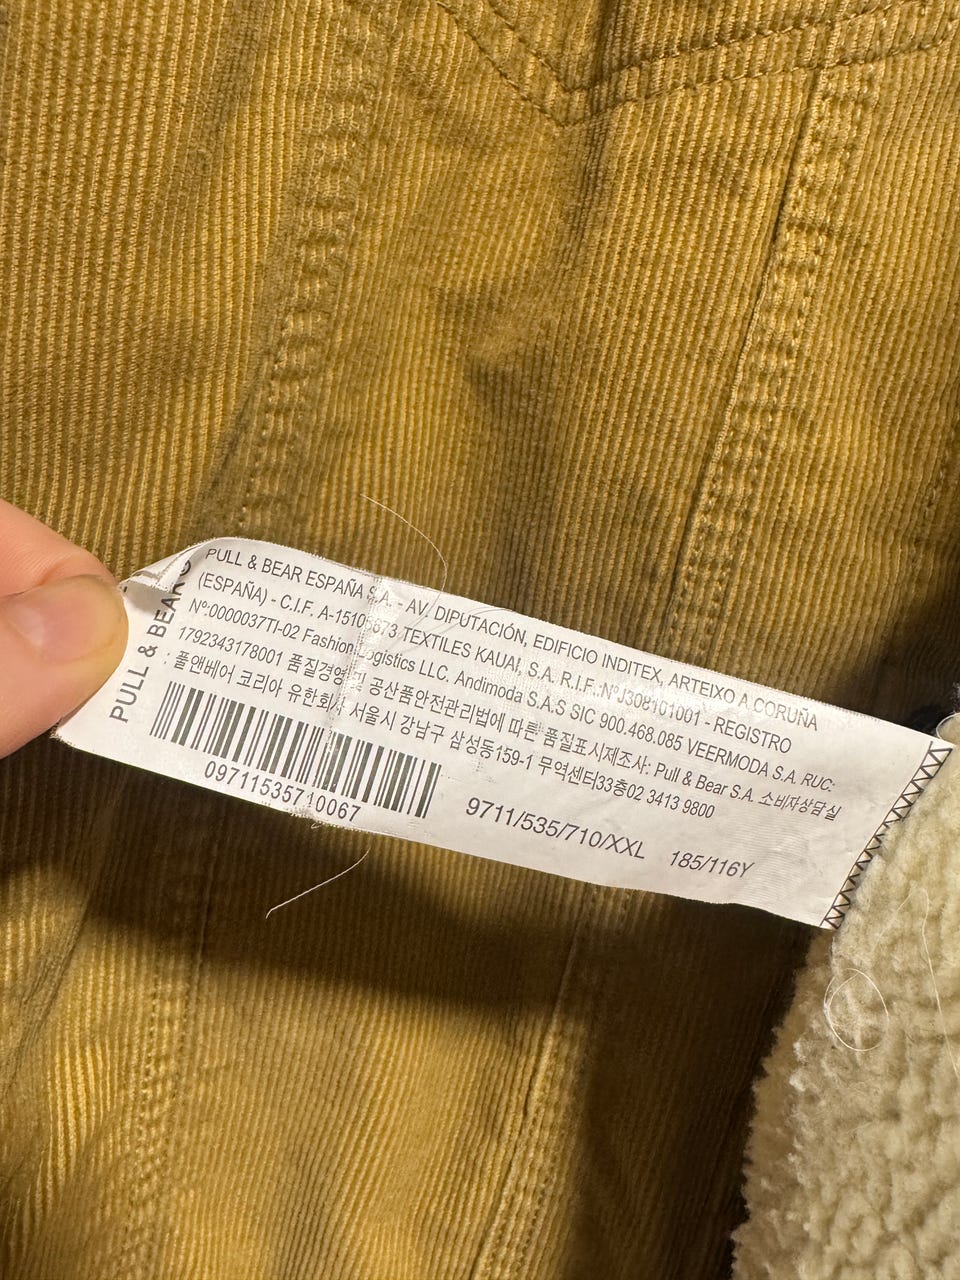 PULL & BEAR©
PULL & BEAR ESPAÑA S.A. - AV. DIPUTACIÓN, EDIFICIO INDITEX, ARTEIXO A CORUÑA
(ESPAÑA) - C.I.F. A-15105673 TEXTILES KAUAI, S.A. R.I.F.:NºJ308101001 - REGISTRO
Nº:0000037TI-02 Fashion Logistics LLC. Andimoda S.A.S SIC 900.468.085 VEERMODA S.A. RUC:
1792343178001 품질경영 및 공산품안전관리법에 따른 품질표시제조사: Pull & Bear S.A. 소비자상담실
: 풀앤베어 코리아 유한회사 서울시 강남구 삼성동159-1 무역센터33층02 3413 9800
09711535710067
9711/535/710/XXL 185/116Y